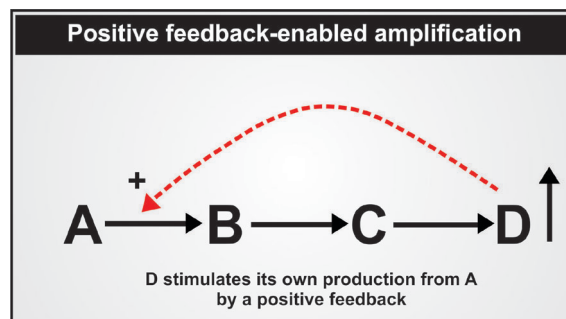 Positive feedback-enabled amplification
+
A B C D
D stimulates its own production from A
by a positive feedback